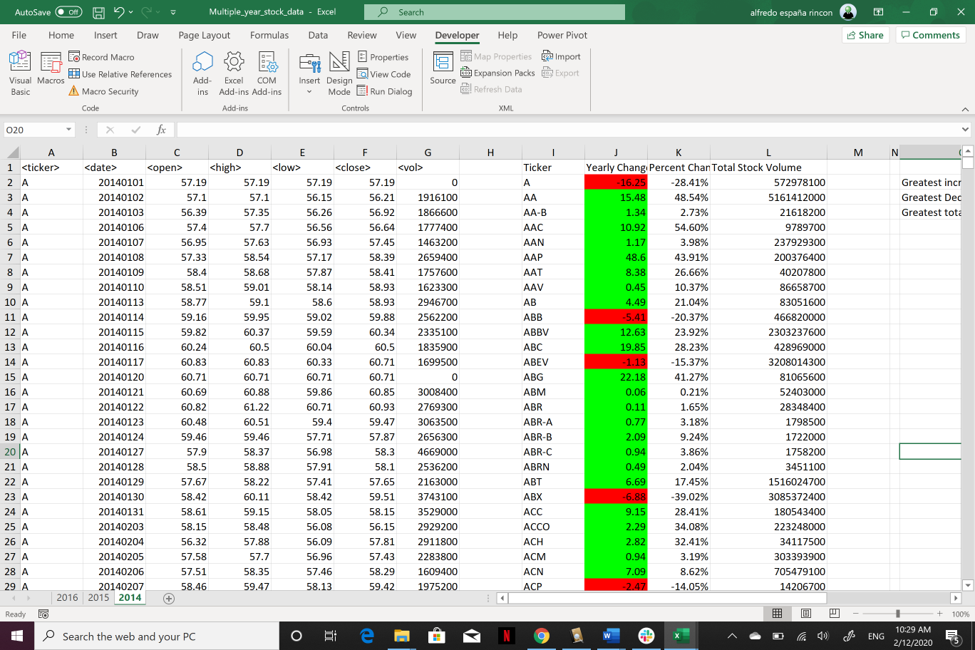 AutoSave Off Multiple_year_stock_data - Excel Search alfredo españa rincon
File Home Insert Draw Page Layout Formulas Data Review View Developer Help Power Pivot Share Comments
Record Macro Properties Map Properties Import
Use Relative References View Code Expansion Packs Export
Visual Basic Macros Add-ins Excel Add-ins COM Add-ins Insert Design Mode Source
Macro Security Run Dialog Refresh Data
Code Add-ins Controls XML
O20 fx
A B C D E F G H I J K L M N
1 <ticker> <date> <open> <high> <low> <close> <vol> Ticker Yearly Chang Percent Chan Total Stock Volume
2 A 20140101 57.19 57.19 57.19 57.19 0 A -16.25 -28.41% 572978100 Greatest incr
3 A 20140102 57.1 57.1 56.15 56.21 1916100 AA 15.48 48.54% 5161412000 Greatest Dec
4 A 20140103 56.39 57.35 56.26 56.92 1866600 AA-B 1.34 2.73% 21618200 Greatest tota
5 A 20140106 57.4 57.7 56.56 56.64 1777400 AAC 10.92 54.60% 9789700
6 A 20140107 56.95 57.63 56.93 57.45 1463200 AAN 1.17 3.98% 237929300
7 A 20140108 57.33 58.54 57.17 58.39 2659400 AAP 48.6 43.91% 200376400
8 A 20140109 58.4 58.68 57.87 58.41 1757600 AAT 8.38 26.66% 40207800
9 A 20140110 58.51 59.01 58.14 58.93 1623300 AAV 0.45 10.37% 86658700
10 A 20140113 58.77 59.1 58.6 58.93 2946700 AB 4.49 21.04% 83051600
11 A 20140114 59.16 59.95 59.02 59.88 2562200 ABB -5.41 -20.37% 466820000
12 A 20140115 59.82 60.37 59.59 60.34 2335100 ABBV 12.63 23.92% 2303237600
13 A 20140116 60.24 60.5 60.04 60.5 1835900 ABC 19.85 28.23% 428969000
14 A 20140117 60.83 60.83 60.33 60.71 1699500 ABEV -1.13 -15.37% 3208014300
15 A 20140120 60.71 60.71 60.71 60.71 0 ABG 22.18 41.27% 81065600
16 A 20140121 60.69 60.88 59.86 60.85 3008400 ABM 0.06 0.21% 52403000
17 A 20140122 60.82 61.22 60.71 60.93 2769300 ABR 0.11 1.65% 28348400
18 A 20140123 60.48 60.51 59.4 59.47 3063500 ABR-A 0.77 3.18% 1798500
19 A 20140124 59.46 59.46 57.71 57.87 2656300 ABR-B 2.09 9.24% 1722000
20 A 20140127 57.9 58.37 56.98 58.3 4669000 ABR-C 0.94 3.86% 1758200
21 A 20140128 58.5 58.88 57.91 58.1 2536200 ABRN 0.49 2.04% 3451100
22 A 20140129 57.67 58.22 57.41 57.65 2163000 ABT 6.69 17.45% 1516024700
23 A 20140130 58.42 60.11 58.42 59.51 3743100 ABX -6.88 -39.02% 3085372400
24 A 20140131 58.61 59.15 58.05 58.15 3529000 ACC 9.15 28.41% 180543400
25 A 20140203 58.15 58.48 56.08 56.15 2929200 ACCO 2.29 34.08% 223248000
26 A 20140204 56.32 57.88 56.09 57.81 2911800 ACH 2.82 32.41% 34117500
27 A 20140205 57.58 57.7 56.96 57.43 2283800 ACM 0.94 3.19% 303393900
28 A 20140206 57.51 58.35 57.46 58.29 1609400 ACN 7.09 8.62% 705479100
29 A 20140207 58.46 59.47 58.13 59.42 1975200 ACP -2.47 -14.05% 14206700
2016 2015 2014
Ready 100%
Search the web and your PC ENG 10:29 AM
2/12/2020 5